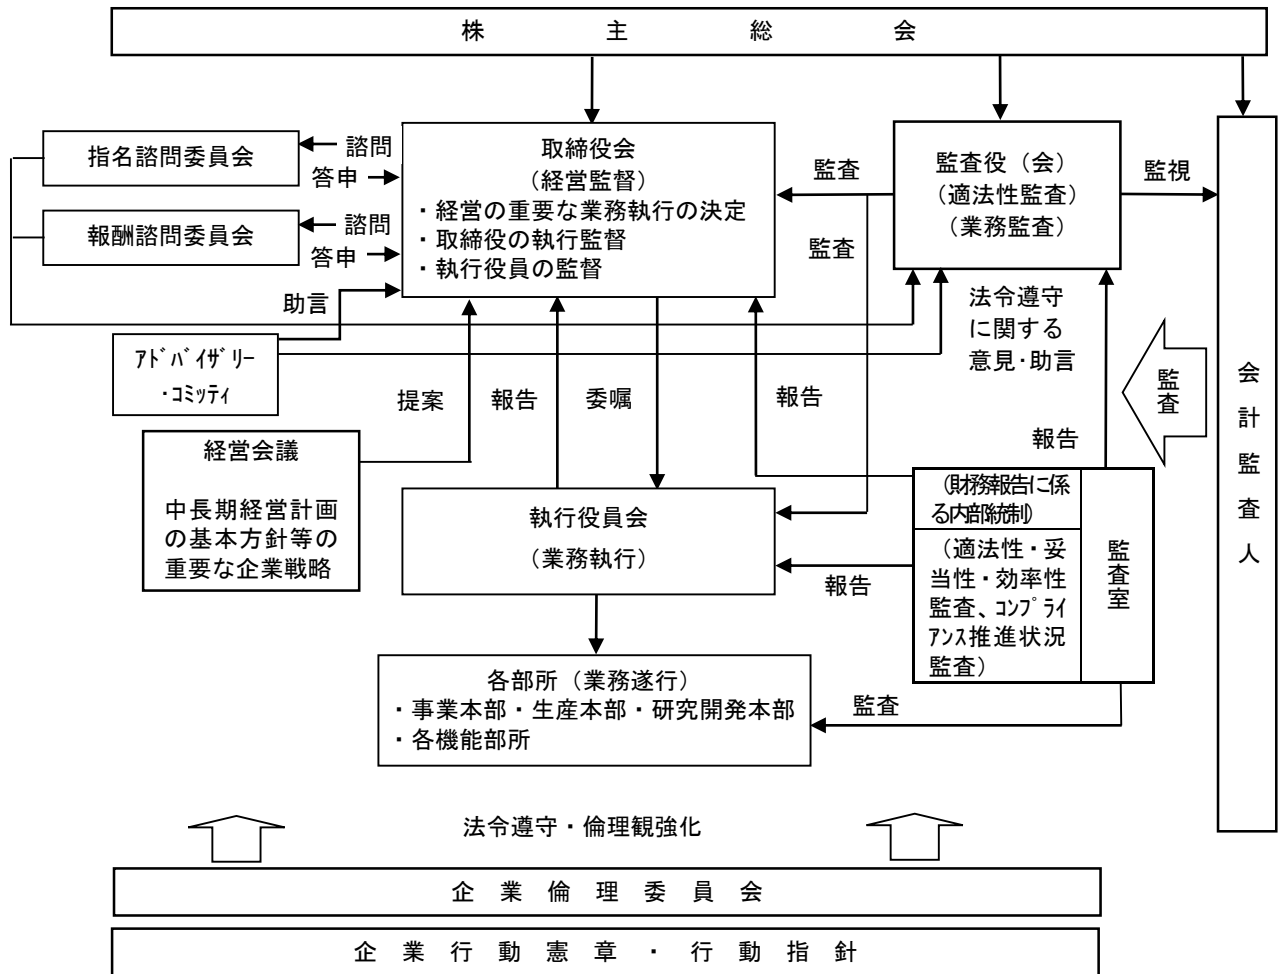 株主総会
指名諮問委員会
諮問
答申
報酬諮問委員会
諮問
答申
助言
取締役会
(経営監督)
・経営の重要な業務執行の決定
・取締役の執行監督
・執行役員の監督
監査
監査
監査役(会)
(適法性監査)
(業務監査)
監視
法令遵守
に関する
意見・助言
ｱﾄﾞﾊﾞｲｻﾞﾘｰ
・ｺﾐｯﾃｨ
提案
報告
委嘱
報告
報告
監査
会計監査人
経営会議
中長期経営計画
の基本方針等の
重要な企業戦略
執行役員会
(業務執行)
報告
(財務報告に係
る内部統制)
(適法性・妥
当性・効率性
監査、ｺﾝﾌﾟﾗｲ
ｱﾝｽ推進状況
監査)
監査室
各部所(業務遂行)
・事業本部・生産本部・研究開発本部
・各機能部所
監査
法令遵守・倫理観強化
企業倫理委員会
企業行動憲章・行動指針